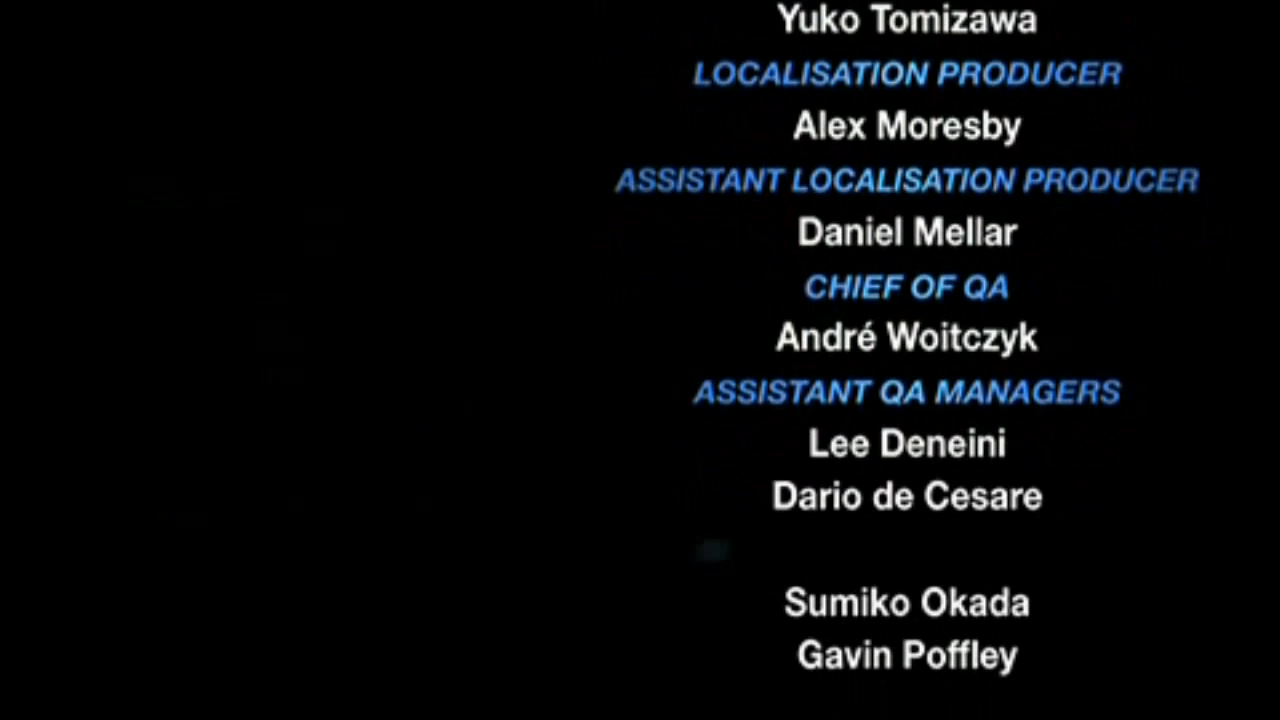 Yuko Tomizawa
LOCALISATION PRODUCER
Alex Moresby
ASSISTANT LOCALISATION PRODUCER
Daniel Mellar
CHIEF OF QA
André Woitczyk
ASSISTANT QA MANAGERS
Lee Deneini
Dario de Cesare
Sumiko Okada
Gavin Poffley